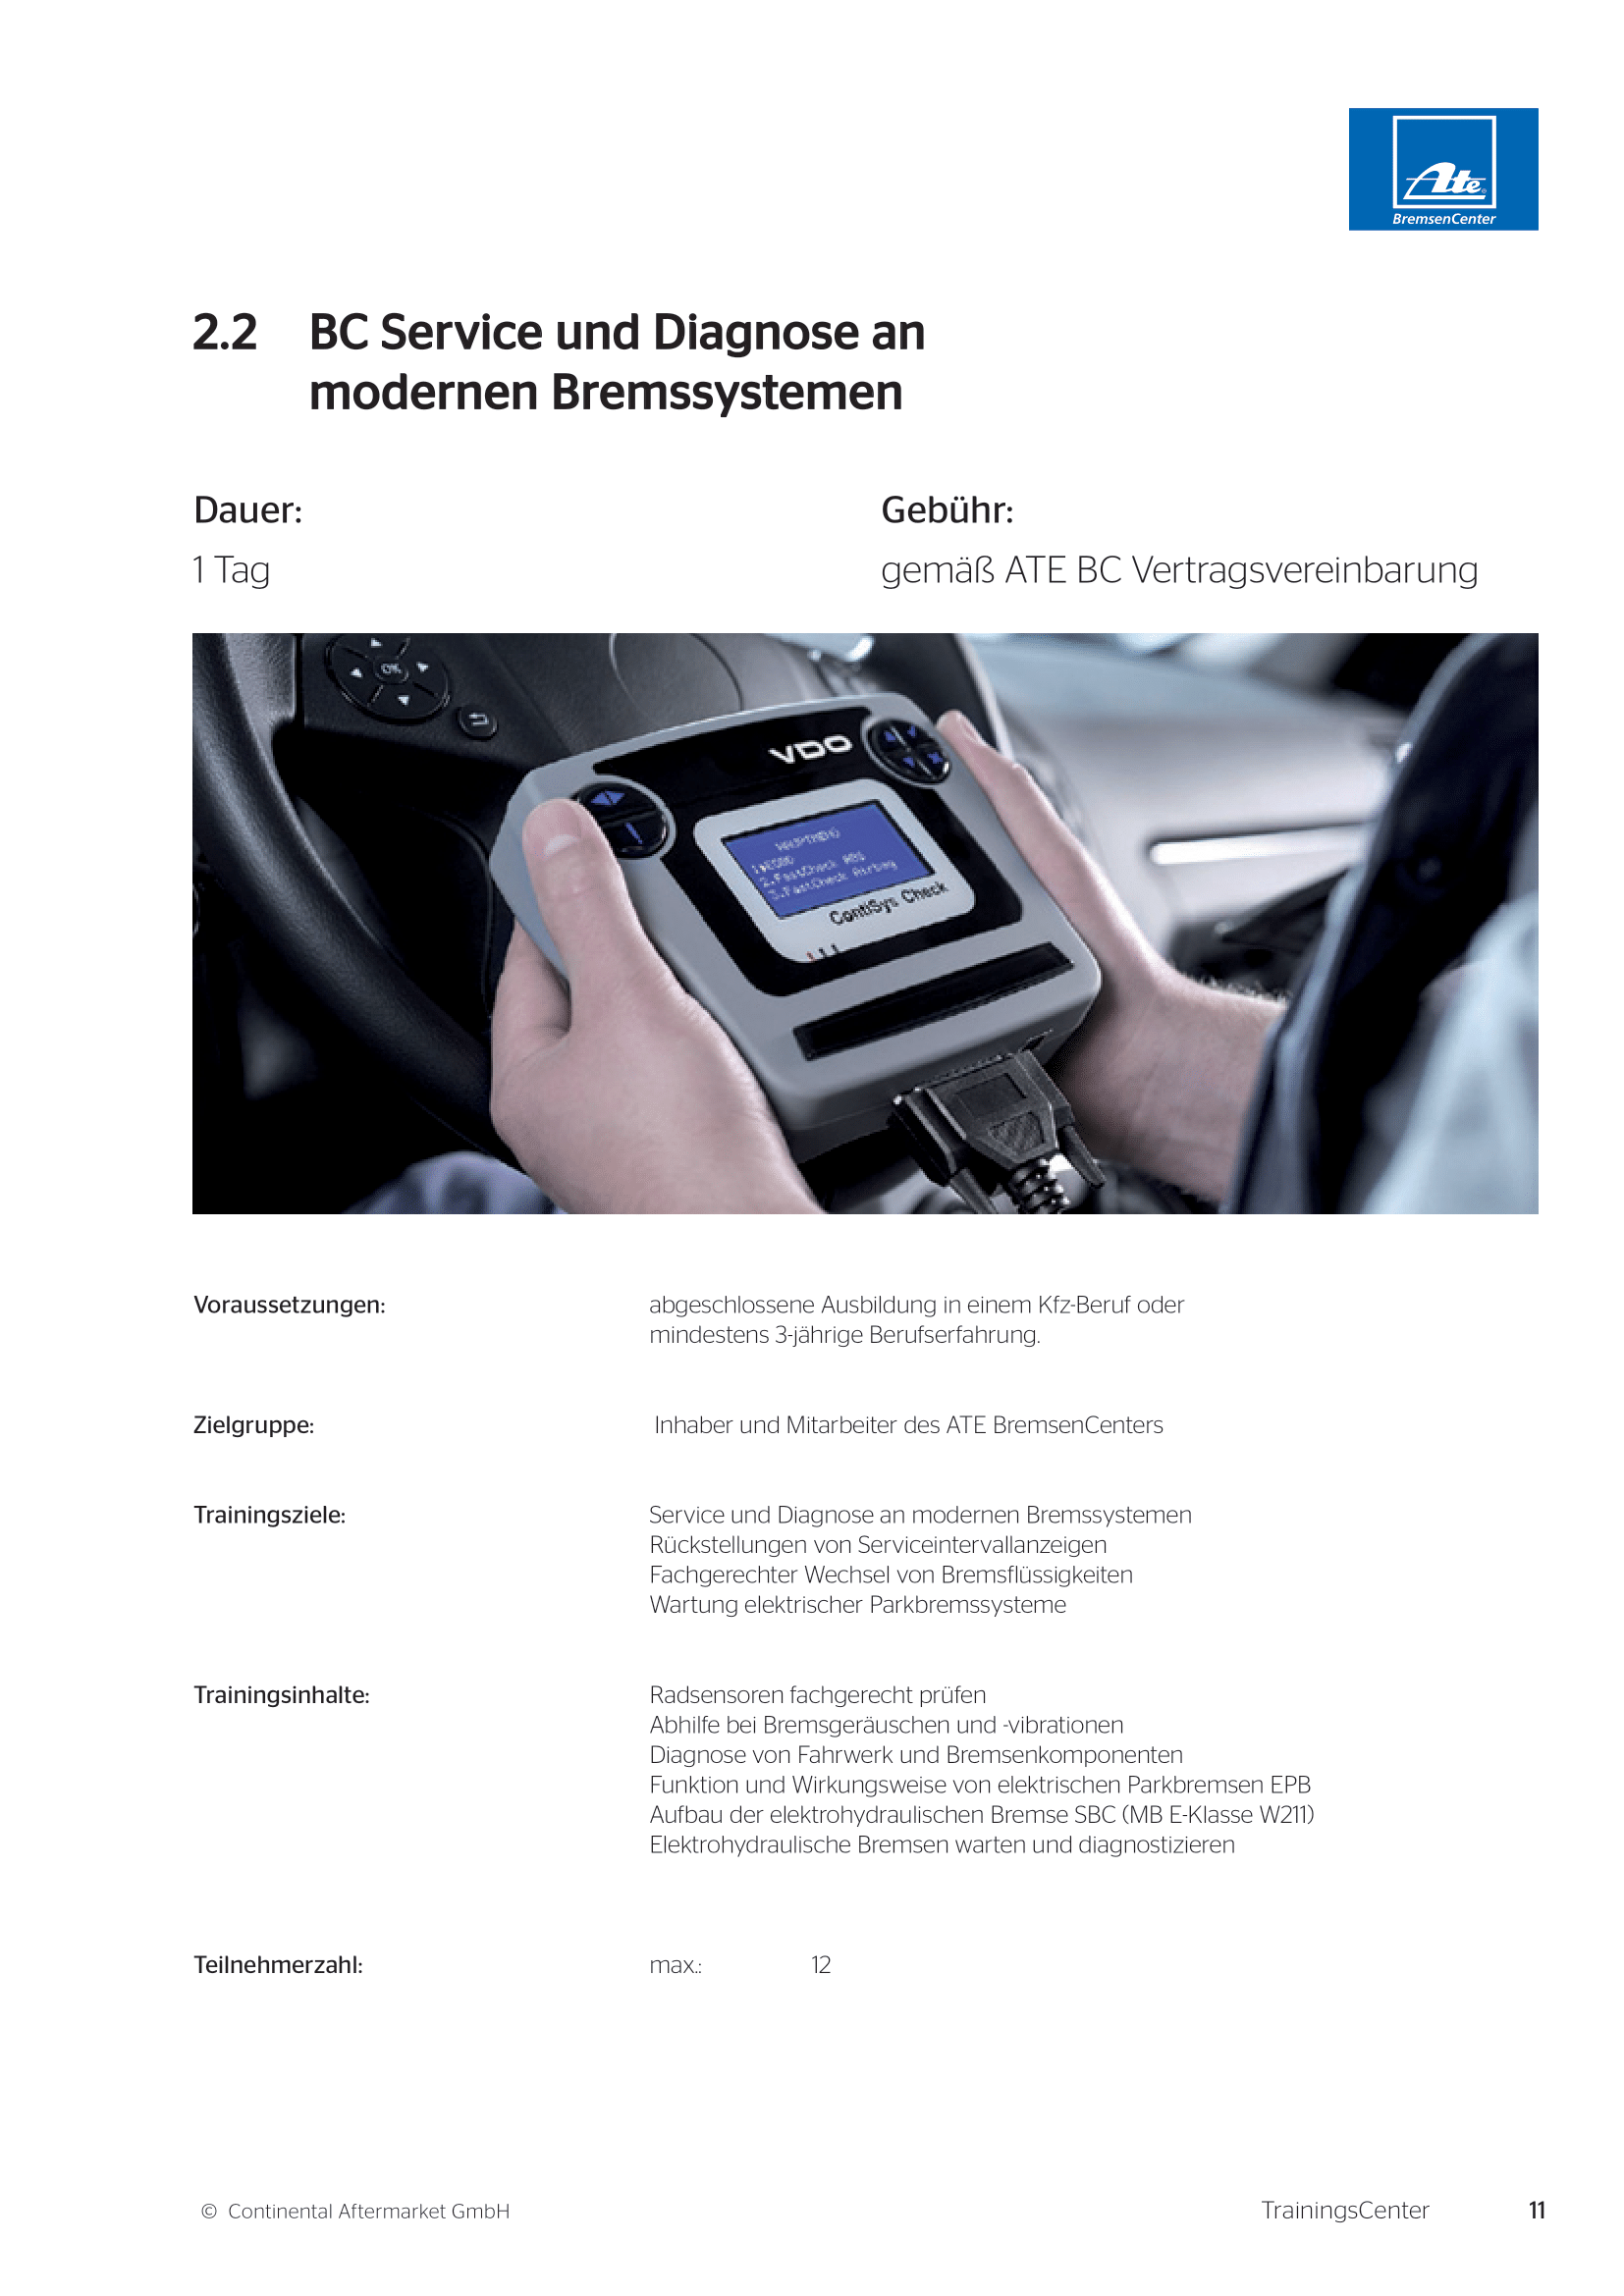 Ate
BremsenCenter
2.2 BC Service und Diagnose an
modernen Bremssystemen
Dauer:
Gebühr:
1 Tag
gemäß ATE BC Vertragsvereinbarung
OK
VDO
HAUPTMENÜ
1.EOBD
2.FastCheck ABS
3.FastCheck Airbag
ContiSys Check
Voraussetzungen: abgeschlossene Ausbildung in einem Kfz-Beruf oder
mindestens 3-jährige Berufserfahrung.
Zielgruppe: Inhaber und Mitarbeiter des ATE BremsenCenters
Trainingsziele: Service und Diagnose an modernen Bremssystemen
Rückstellungen von Serviceintervallanzeigen
Fachgerechter Wechsel von Bremsflüssigkeiten
Wartung elektrischer Parkbremssysteme
Trainingsinhalte: Radsensoren fachgerecht prüfen
Abhilfe bei Bremsgeräuschen und -vibrationen
Diagnose von Fahrwerk und Bremsenkomponenten
Funktion und Wirkungsweise von elektrischen Parkbremsen EPB
Aufbau der elektrohydraulischen Bremse SBC (MB E-Klasse W211)
Elektrohydraulische Bremsen warten und diagnostizieren
Teilnehmerzahl: max.: 12
© Continental Aftermarket GmbH
TrainingsCenter 11